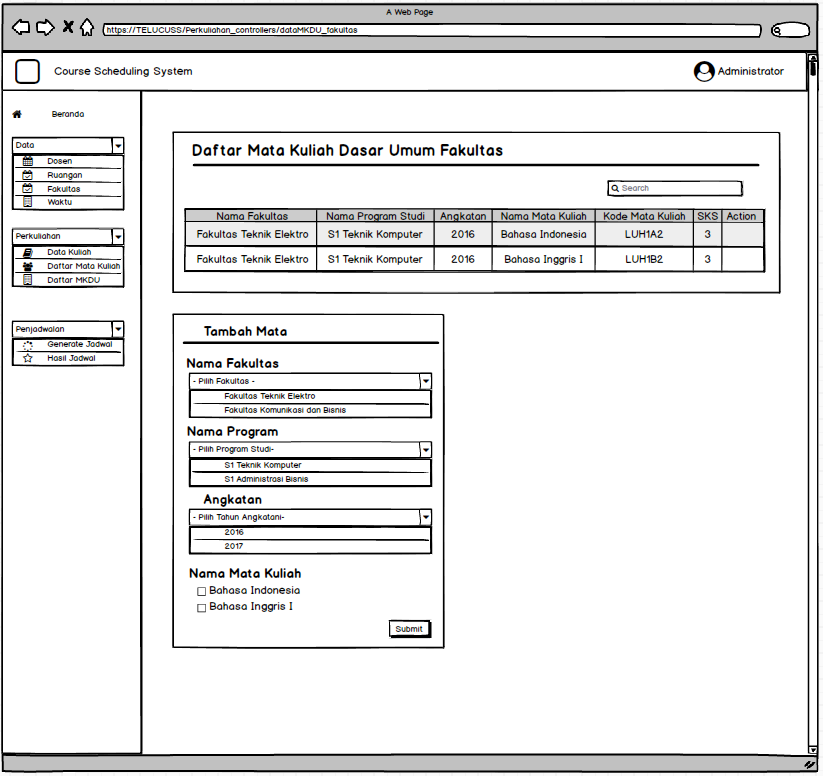 A Web Page
https://TELUCUSS/Perkuliahan_controllers/dataMKDU_fakultas
Course Scheduling System
Administrator
Beranda
Data
Dosen
Ruangan
Fakultas
Waktu
Perkuliahan
Data Kuliah
Daftar Mata Kuliah
Daftar MKDU
Penjadwalan
Generate Jadwal
Hasil Jadwal
Daftar Mata Kuliah Dasar Umum Fakultas
Search
Nama Fakultas Nama Program Studi Angkatan Nama Mata Kuliah Kode Mata Kuliah SKS Action
Fakultas Teknik Elektro S1 Teknik Komputer 2016 Bahasa Indonesia LUH1A2 3
Fakultas Teknik Elektro S1 Teknik Komputer 2016 Bahasa Inggris I LUH1B2 3
Tambah Mata
Nama Fakultas
- Pilih Fakultas -
Fakultas Teknik Elektro
Fakultas Komunikasi dan Bisnis
Nama Program
- Pilih Program Studi-
S1 Teknik Komputer
S1 Administrasi Bisnis
Angkatan
- Pilih Tahun Angkatani-
2016
2017
Nama Mata Kuliah
Bahasa Indonesia
Bahasa Inggris I
Submit